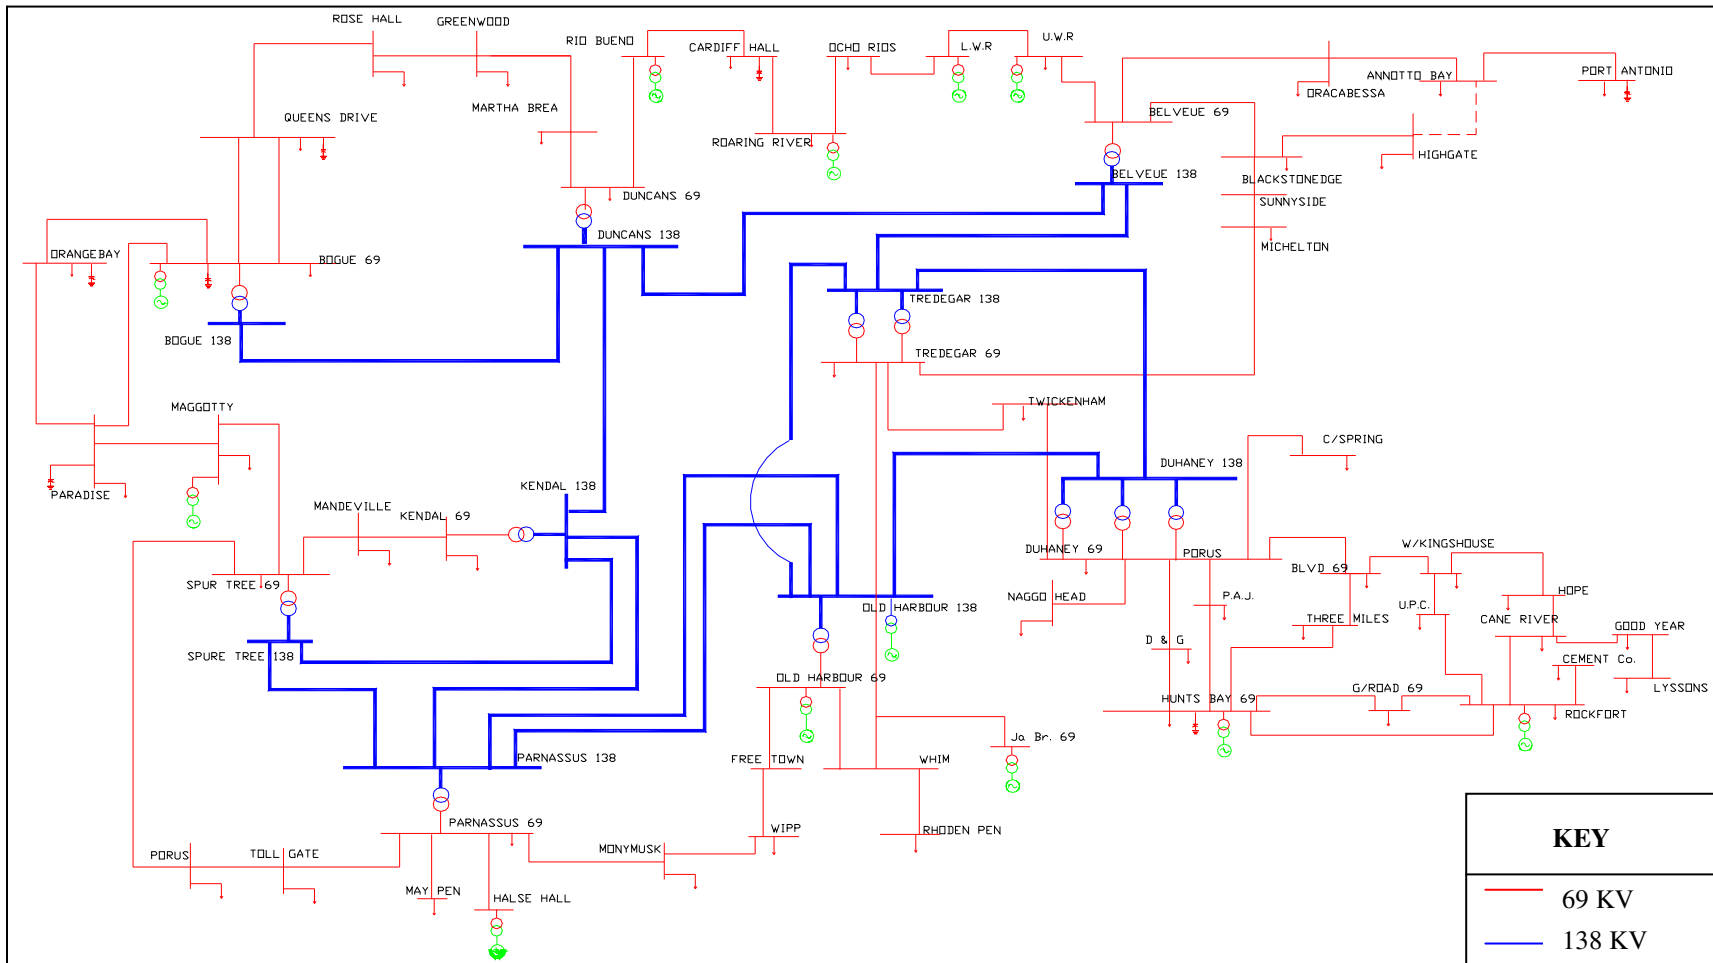 ROSE HALL
GREENWOOD
RIO BUENO
CARDIFF HALL
OCHO RIOS
L.W.R
U.W.R
ANNOTTO BAY
PORT ANTONIO
ORACABESSA
MARTHA BREA
QUEENS DRIVE
BELVEUE 69
ROARING RIVER
HIGHGATE
BELVEUE 138
BLACKSTONEDGE
DUNCANS 69
SUNNYSIDE
DUNCANS 138
MICHELTON
ORANGEBAY
BOGUE 69
TREDEGAR 138
BOGUE 138
TREDEGAR 69
MAGGOTTY
TWICKENHAM
C/SPRING
DUHANEY 138
PARADISE
KENDAL 138
MANDEVILLE
KENDAL 69
W/KINGSHOUSE
DUHANEY 69
PORUS
BLVD 69
SPUR TREE 69
NAGGO HEAD
P.A.J.
HOPE
OLD HARBOUR 138
U.P.C.
THREE MILES
CANE RIVER
GOOD YEAR
D & G
SPURE TREE 138
CEMENT Co.
OLD HARBOUR 69
HUNTS BAY 69
G/ROAD 69
LYSSONS
ROCKFORT
Ja Br. 69
PARNASSUS 138
FREE TOWN
WHIM
PARNASSUS 69
WIPP
RHODEN PEN
PORUS
TOLL GATE
MONYMUSK
MAY PEN
HALSE HALL
KEY
69 KV
138 KV